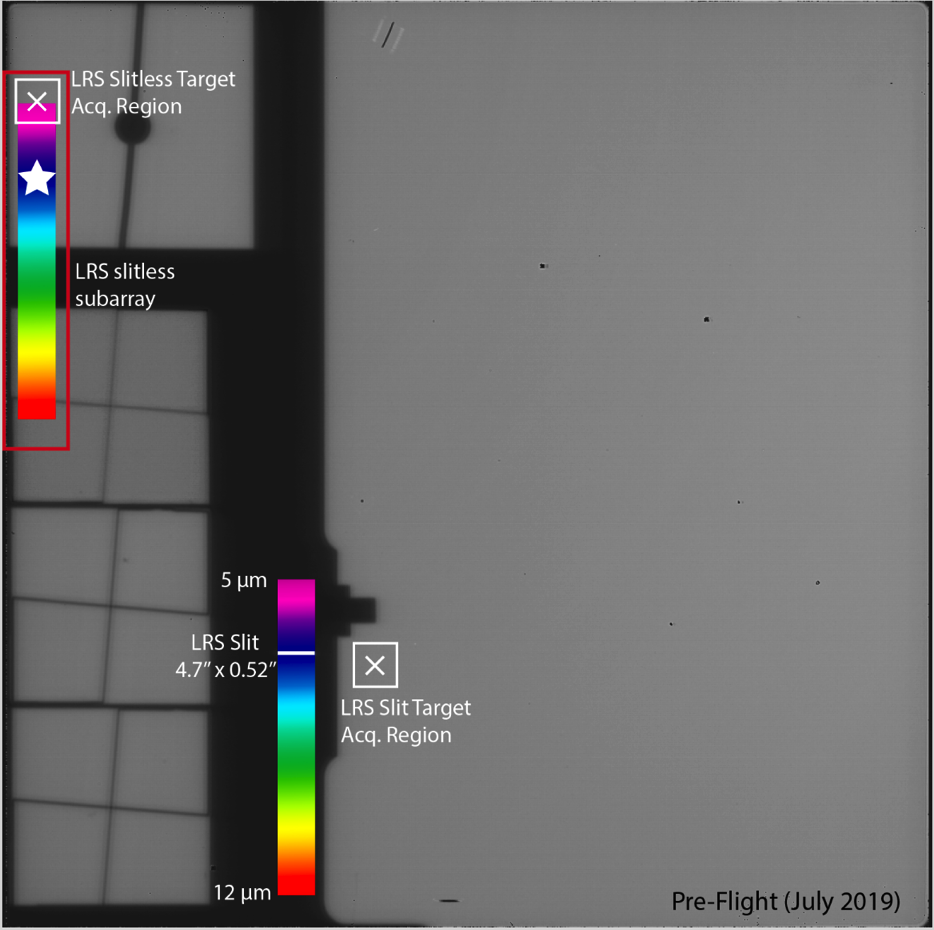 LRS Slitless Target
Acq. Region
LRS slitless
subarray
5 µm
LRS Slit
4.7” x 0.52”
LRS Slit Target
Acq. Region
12 µm
Pre-Flight (July 2019)